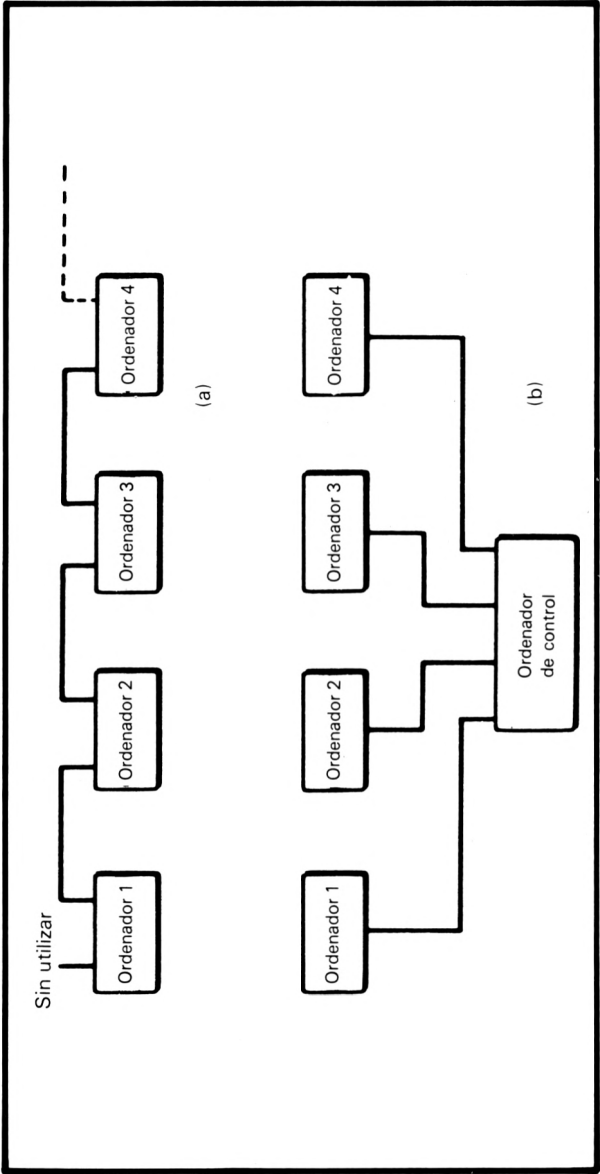 Sin utilizar
Ordenador 1
Ordenador 2
Ordenador 3
Ordenador 4
(a)
Ordenador 1
Ordenador 2
Ordenador 3
Ordenador 4
Ordenador
de control
(b)